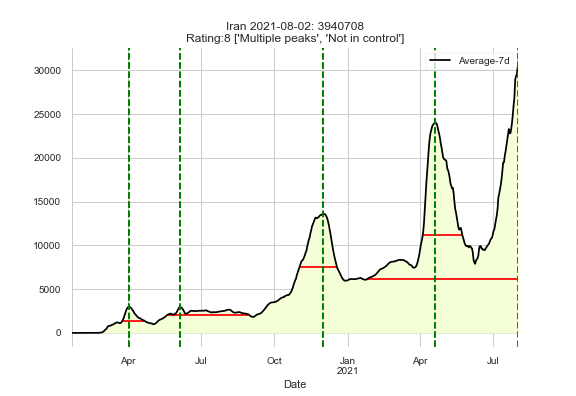 Iran 2021-08-02: 3940708
Rating:8 ['Multiple peaks', 'Not in control']
Average-7d
30000
25000
20000
15000
10000
5000
0
Apr Jul Oct Jan Apr Jul
2021
Date